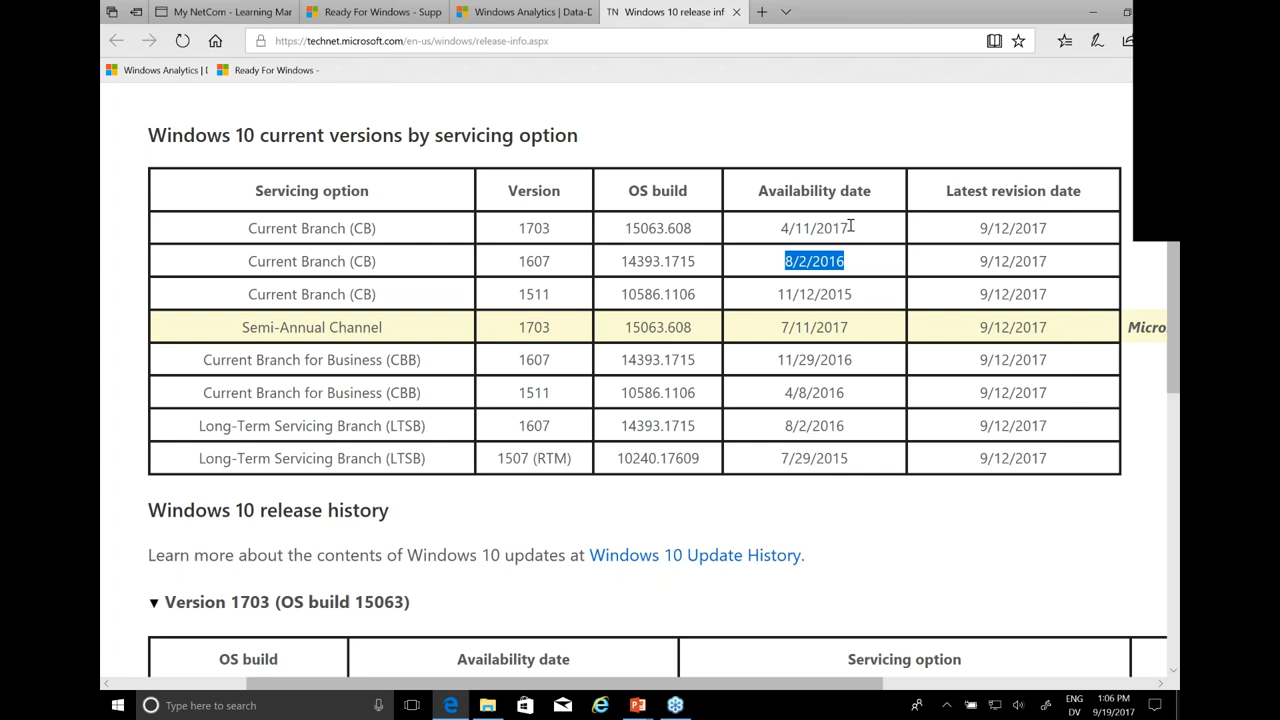 My NetCom - Learning Mar
Ready For Windows - Supp
Windows Analytics | Data-D
TN Windows 10 release inf
https://technet.microsoft.com/en-us/windows/release-info.aspx
Windows Analytics | D
Ready For Windows -
Windows 10 current versions by servicing option
Servicing option Version OS build Availability date Latest revision date
Current Branch (CB) 1703 15063.608 4/11/2017 9/12/2017
Current Branch (CB) 1607 14393.1715 8/2/2016 9/12/2017
Current Branch (CB) 1511 10586.1106 11/12/2015 9/12/2017
Semi-Annual Channel 1703 15063.608 7/11/2017 9/12/2017 Micro
Current Branch for Business (CBB) 1607 14393.1715 11/29/2016 9/12/2017
Current Branch for Business (CBB) 1511 10586.1106 4/8/2016 9/12/2017
Long-Term Servicing Branch (LTSB) 1607 14393.1715 8/2/2016 9/12/2017
Long-Term Servicing Branch (LTSB) 1507 (RTM) 10240.17609 7/29/2015 9/12/2017
Windows 10 release history
Learn more about the contents of Windows 10 updates at Windows 10 Update History.
Version 1703 (OS build 15063)
OS build Availability date Servicing option
Type here to search
ENG
DV
1:06 PM
9/19/2017